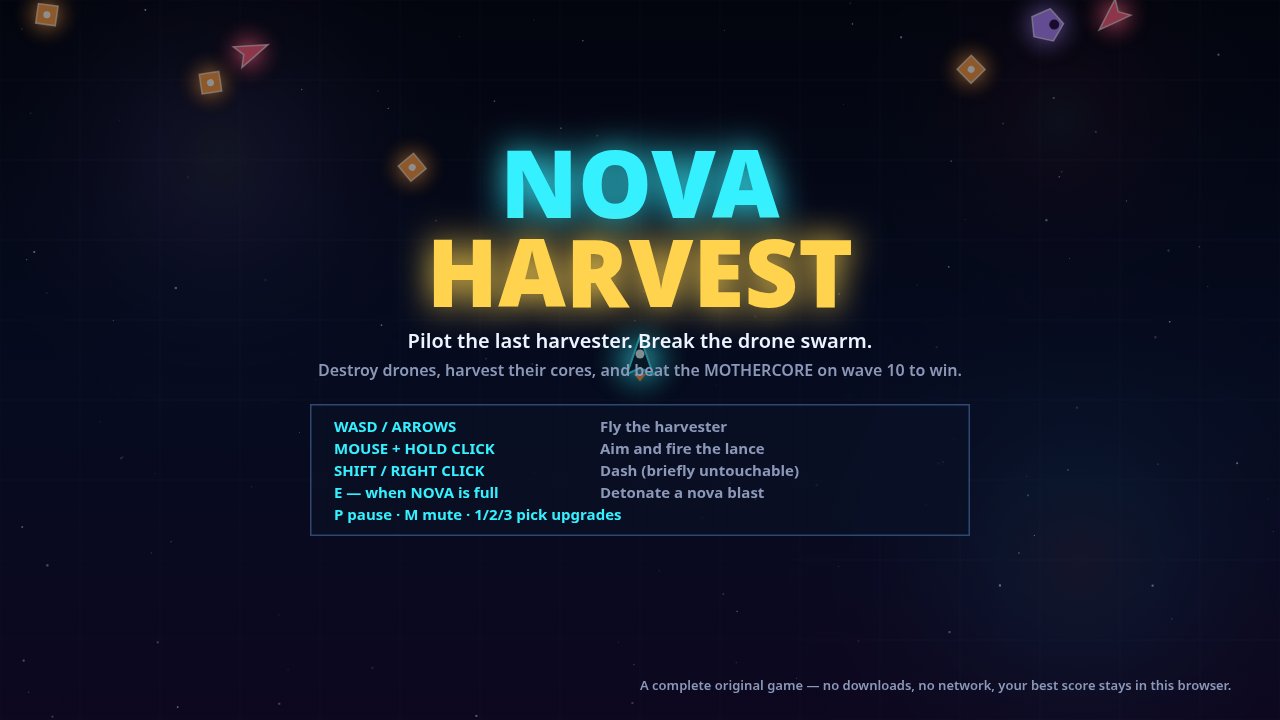 NOVA
HARVEST
Pilot the last harvester. Break the drone swarm.
Destroy drones, harvest their cores, and beat the MOTHERCORE on wave 10 to win.
WASD / ARROWS Fly the harvester
MOUSE + HOLD CLICK Aim and fire the lance
SHIFT / RIGHT CLICK Dash (briefly untouchable)
E — when NOVA is full Detonate a nova blast
P pause · M mute · 1/2/3 pick upgrades
A complete original game — no downloads, no network, your best score stays in this browser.